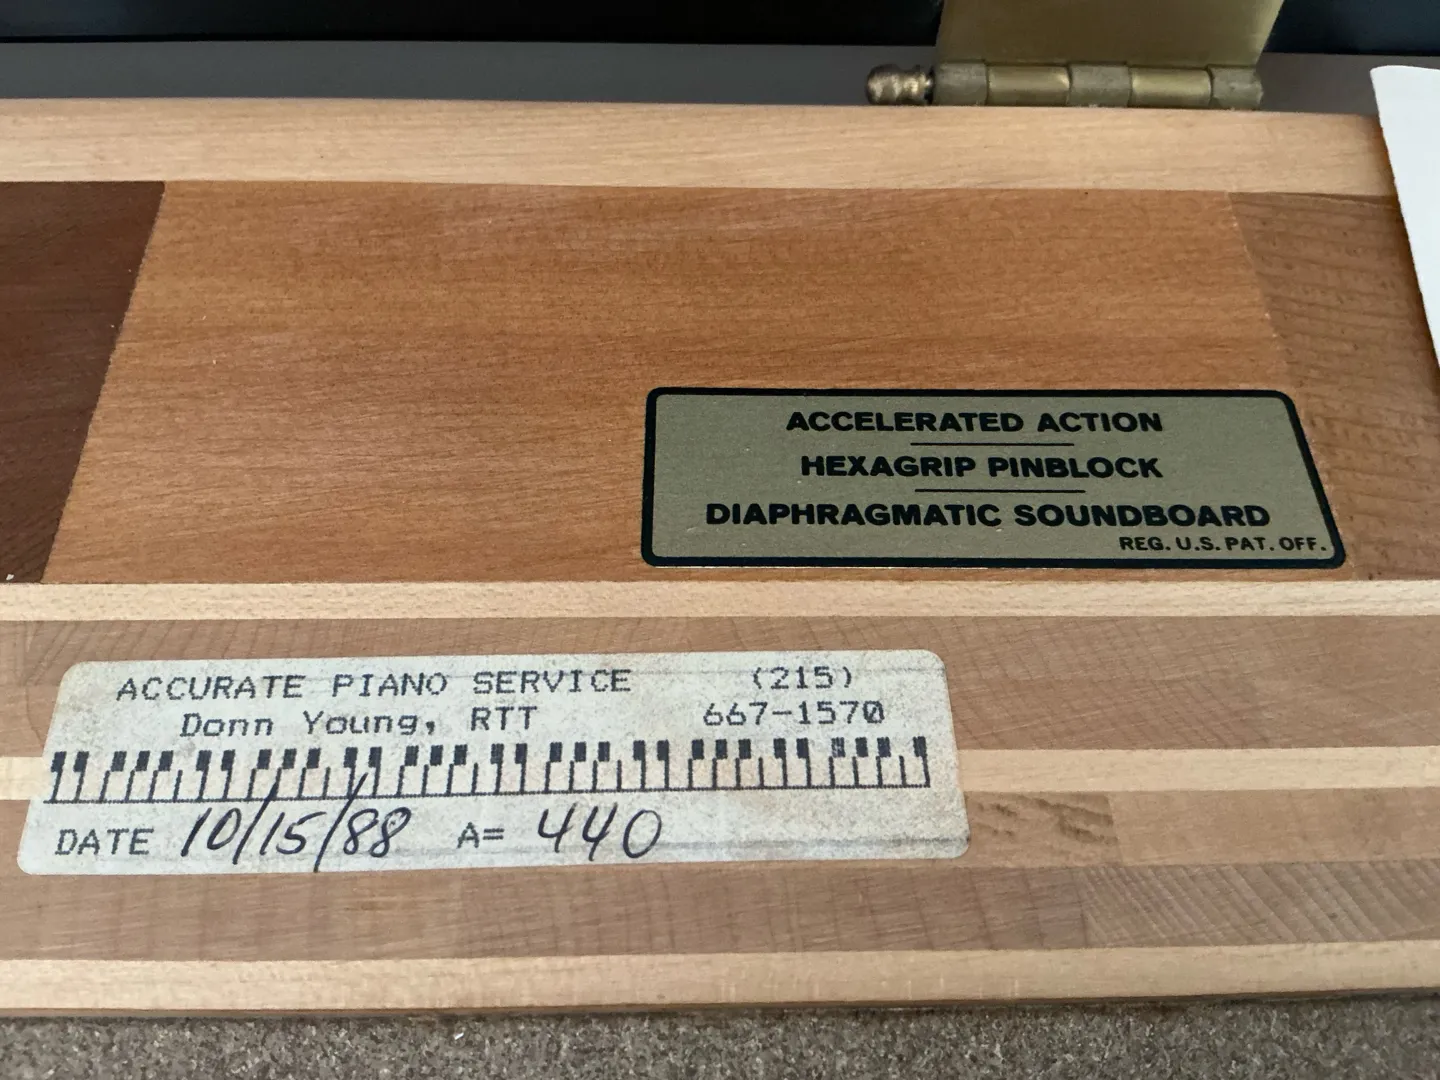 ACCELERATED ACTION
HEXAGRIP PINBLOCK
DIAPHRAGMATIC SOUNDBOARD
REG. U.S. PAT. OFF.
ACCURATE PIANO SERVICE (215)
Donn Young, RTT 667-1570
DATE 10/15/88 A= 440